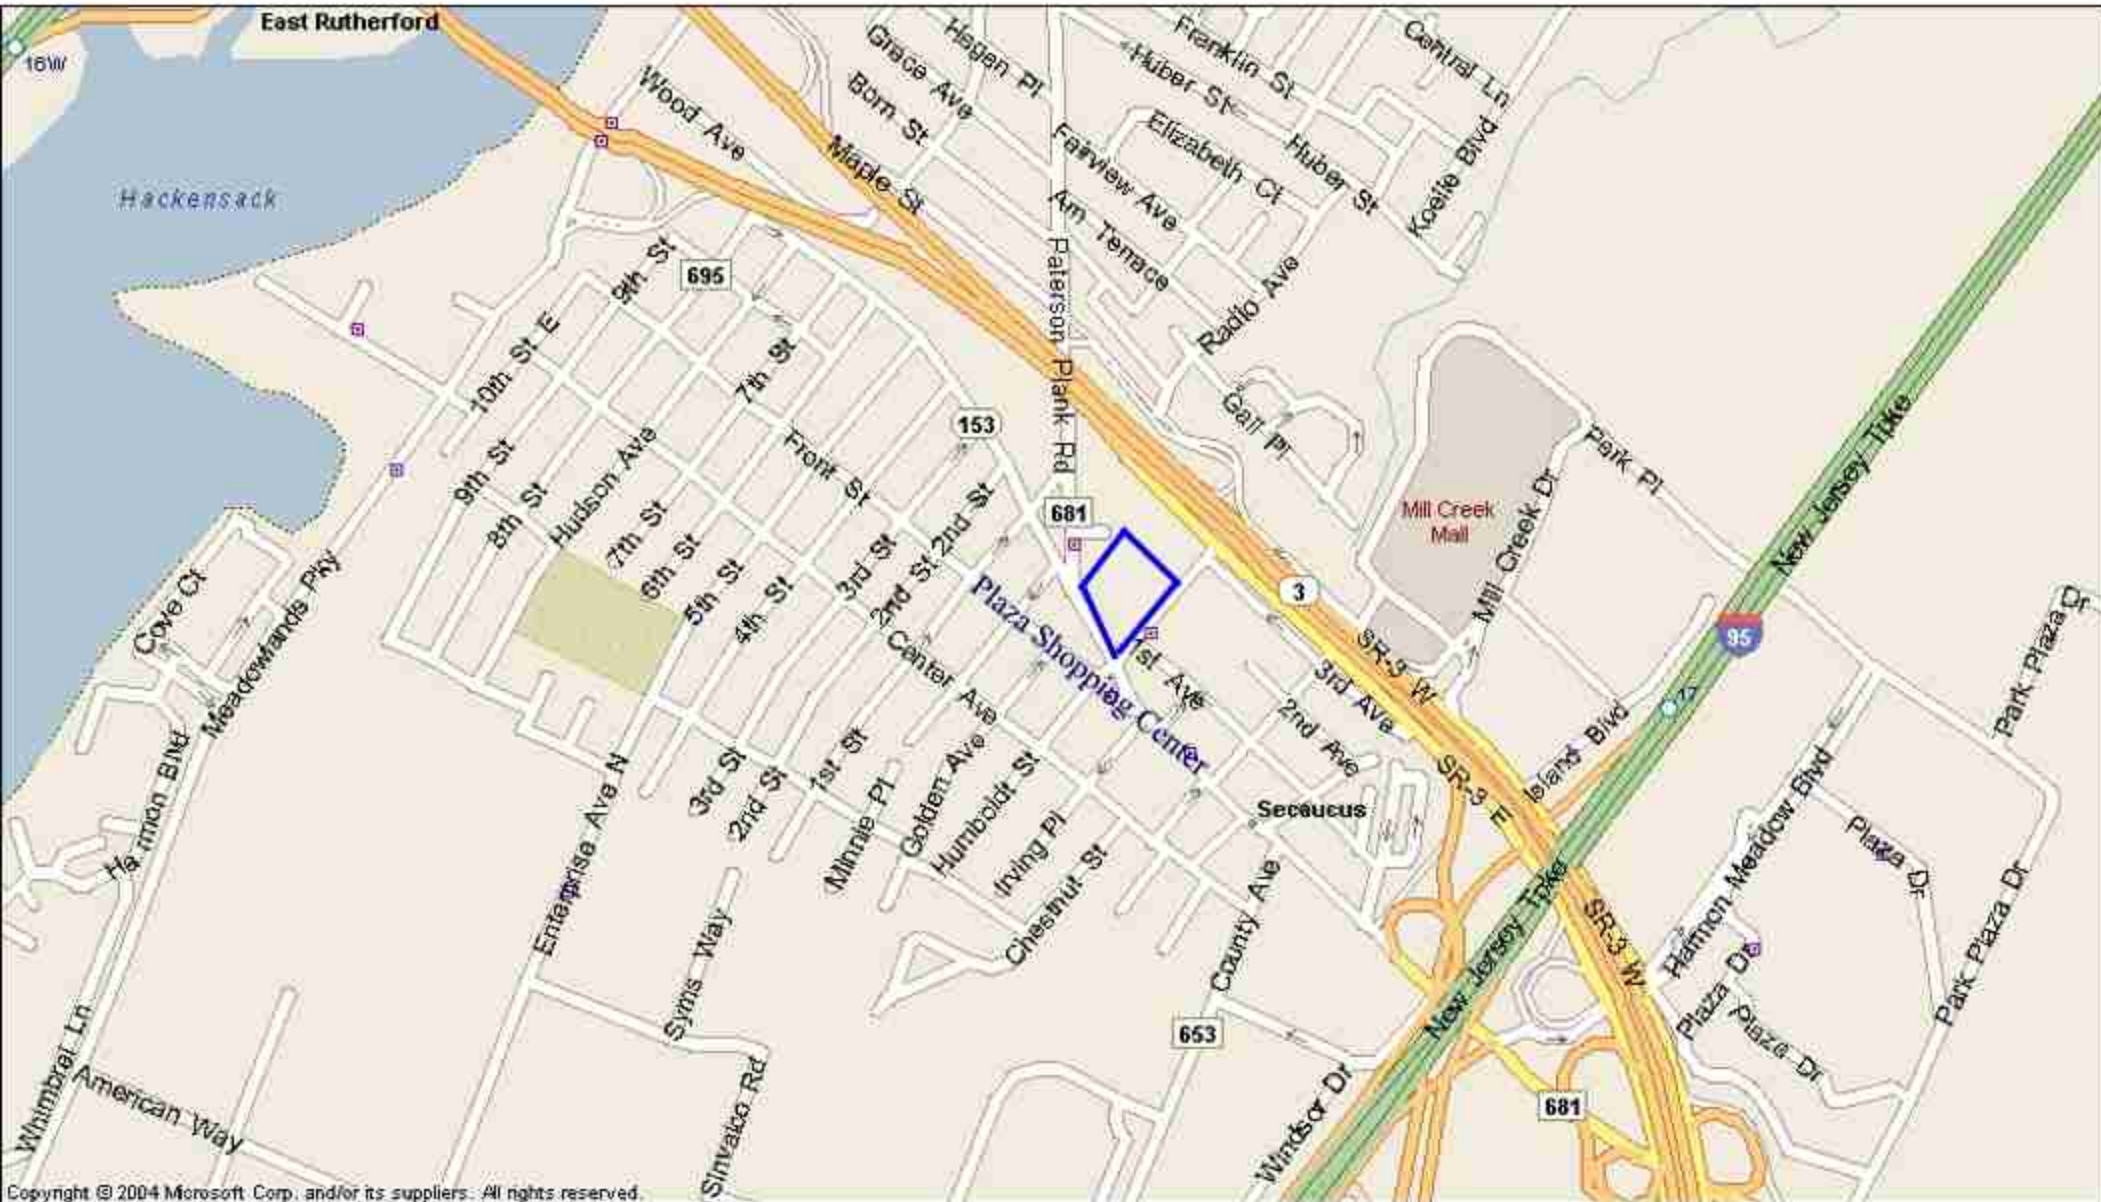 East Rutherford
16W
Hagen Pl
Grace Ave
Born St
Franklin St
Huber St
Central Ln
Wood Ave
Maple St
Fairview Ave
Elizabeth Ct
Huber St
Koelle Blvd
Hackensack
Am Terrace
Radio Ave
Paterson Plank Rd
9th St
695
10th St E
7th St
Gall Pl
153
Front St
Park Pl
New Jersey Tpke
9th St
8th St
Hudson Ave
7th St
6th St
5th St
4th St
3rd St
2nd St
2nd St
681
Mill Creek
Mall
Mill Creek Dr
3
95
17
Cove Ct
Meadowlands Pky
Plaza Shopping Center
Center Ave
1st Ave
2nd Ave
3rd Ave
SR-3 W
SR-3 E
Island Blvd
Park Plaza Dr
Harmon Blvd
3rd St
2nd St
1st St
Minnie Pl
Golden Ave
Humboldt St
Irving Pl
Chestnut St
Secaucus
County Ave
Enterprise Ave N
Syms Way
New Jersey Tpke
SR-3 W
Harmon Meadow Blvd
Plaza Dr
Plaza Dr
Plaza Dr
Park Plaza Dr
653
681
Whimbrel Ln
American Way
Sinvalco Rd
Windsor Dr
Copyright © 2004 Microsoft Corp. and/or its suppliers. All rights reserved.